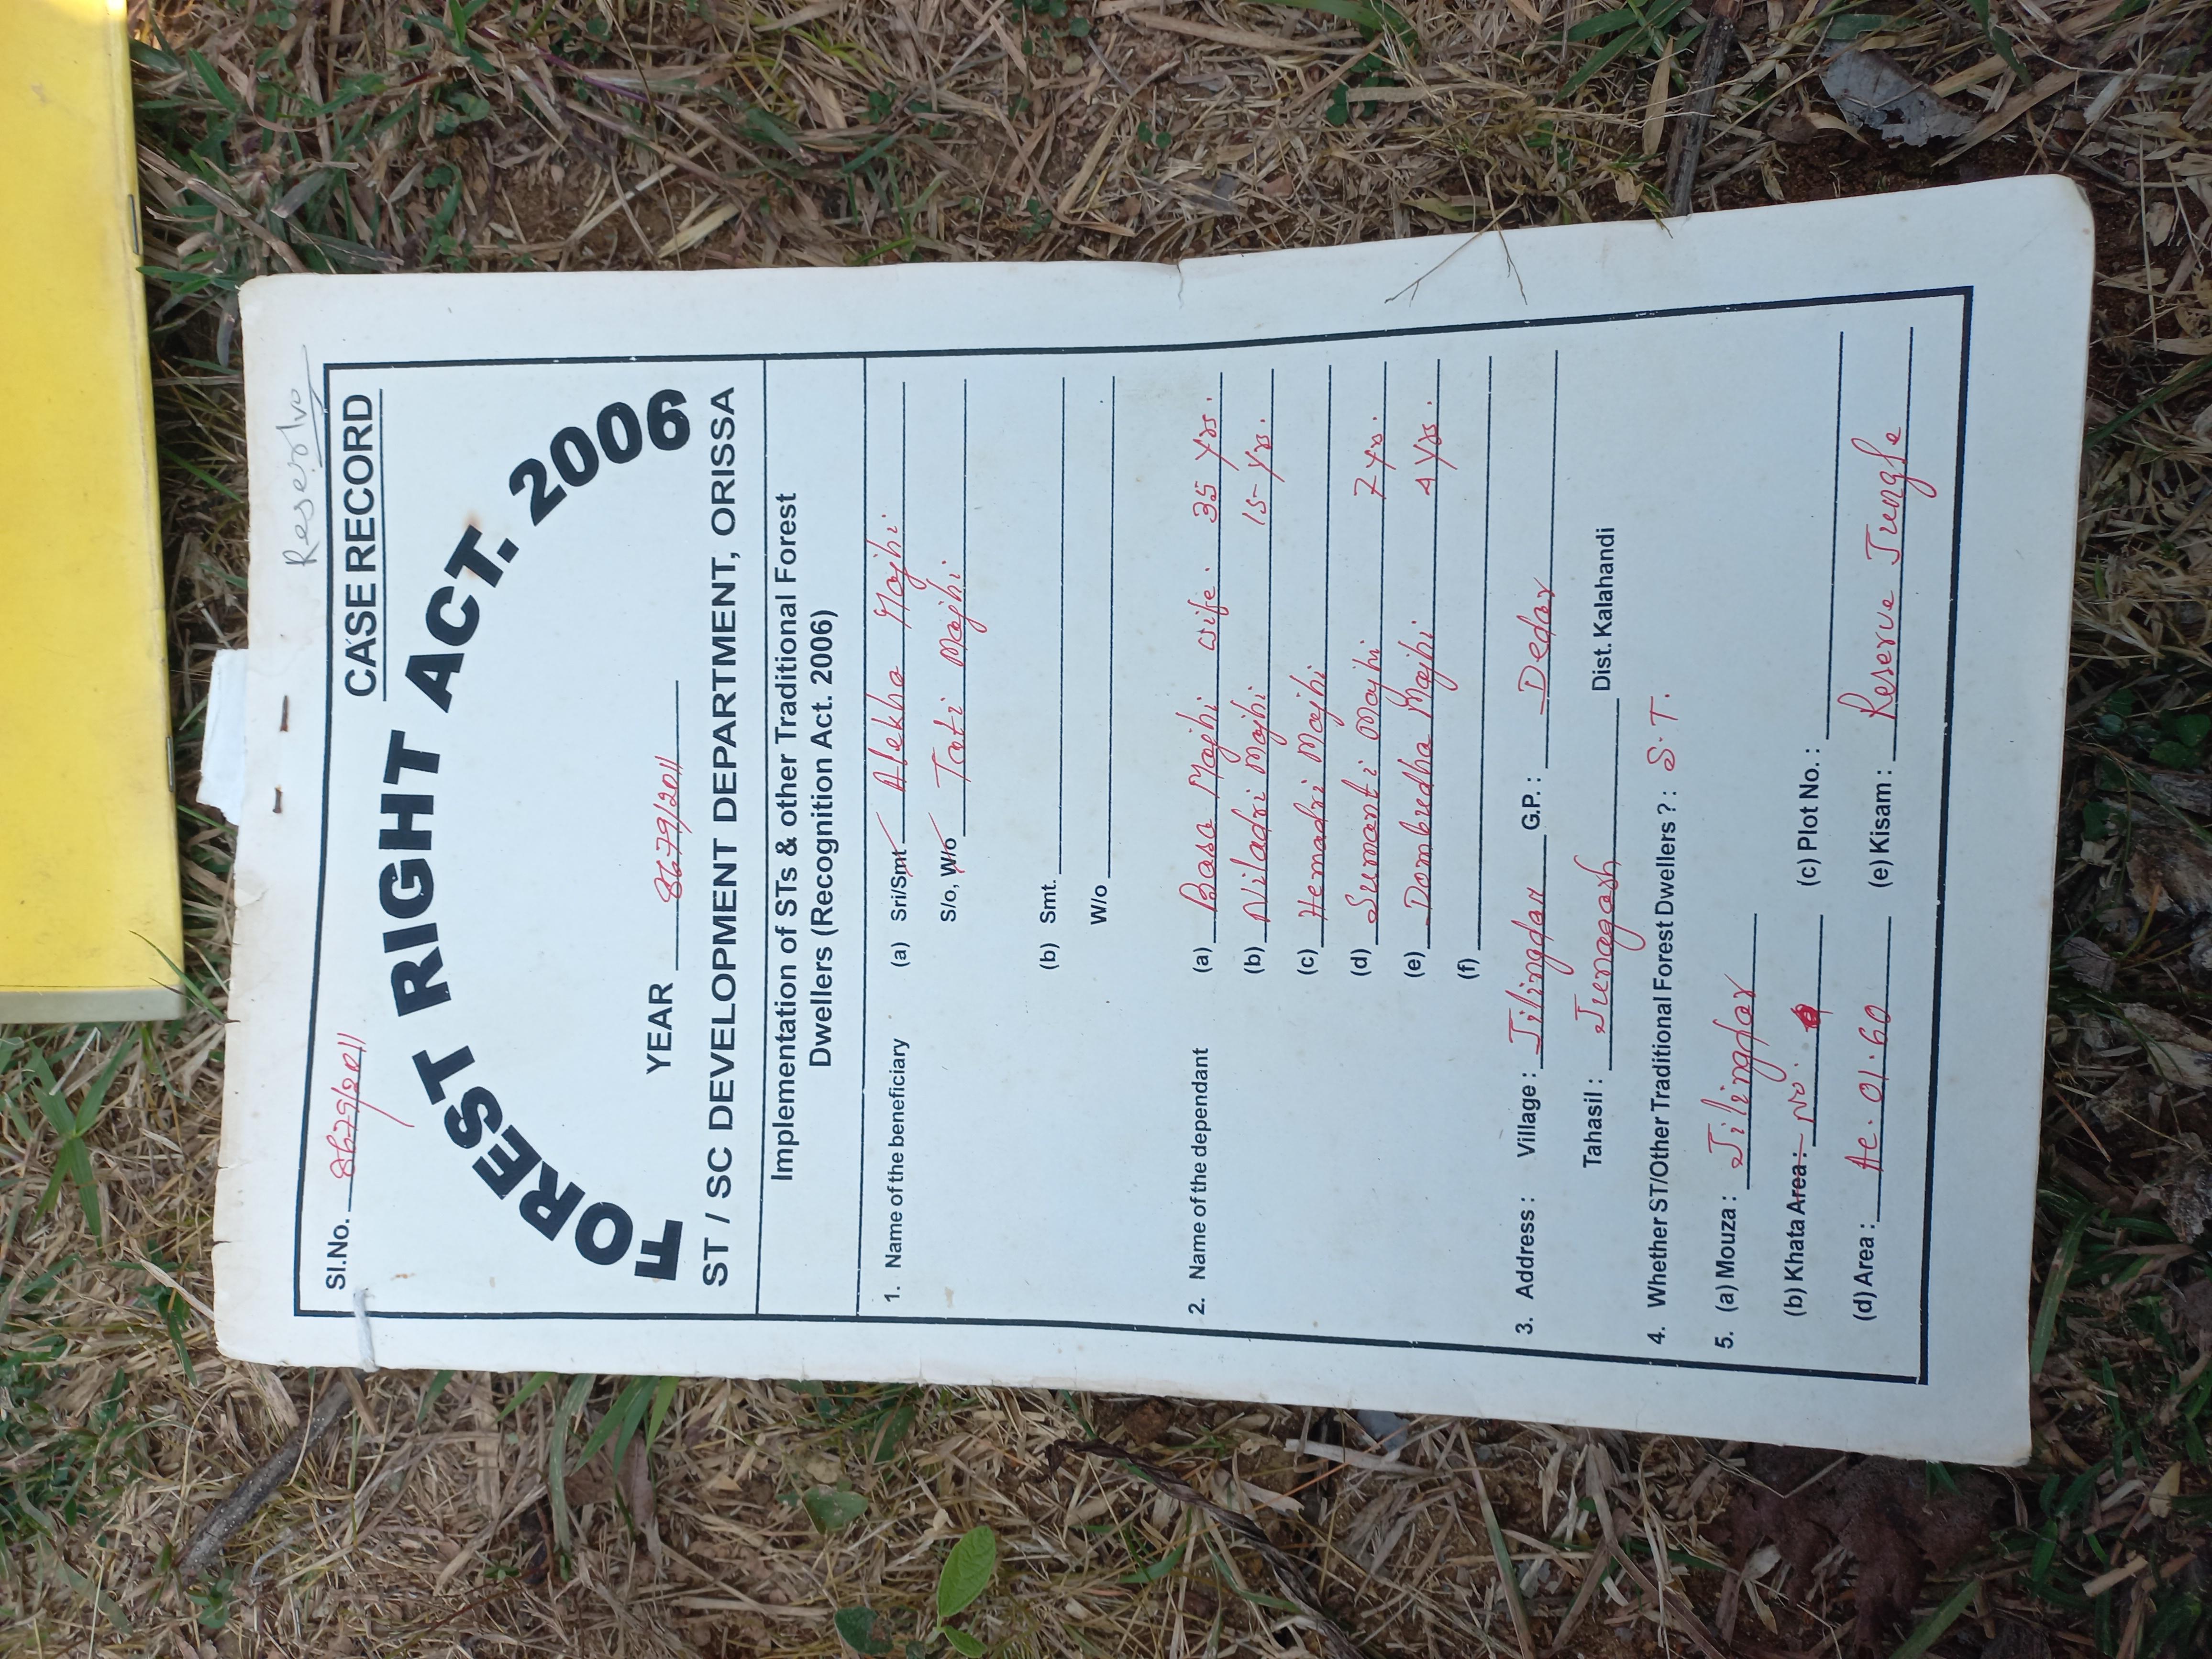 Reserve
Sl.No. 8679/2011 CASE RECORD
FOREST RIGHT ACT. 2006
YEAR 8679/2011
ST / SC DEVELOPMENT DEPARTMENT, ORISSA
Implementation of STs & other Traditional Forest
Dwellers (Recognition Act. 2006)
1. Name of the beneficiary (a) Sri/Smt Alekha Majhi
S/o, W/o Tati Majhi
(b) Smt.
W/o
2. Name of the dependant (a) Basa Majhi wife. 35 Yrs.
(b) Niladri Majhi 15 Yrs.
(c) Hemadri Majhi
(d) Sumanti Majhi 7 Yrs.
(e) Dambudha Majhi 4 Yrs.
(f)
3. Address : Village : Jilingdar G.P. : Dedar
Tahasil : Junagarh Dist. Kalahandi
4. Whether ST/Other Traditional Forest Dwellers ? : S.T.
5. (a) Mouza : Jilingdar
(b) Khata Area : No. (c) Plot No. :
(d) Area : Ac. 01.60 (e) Kisam : Reserve Jungle